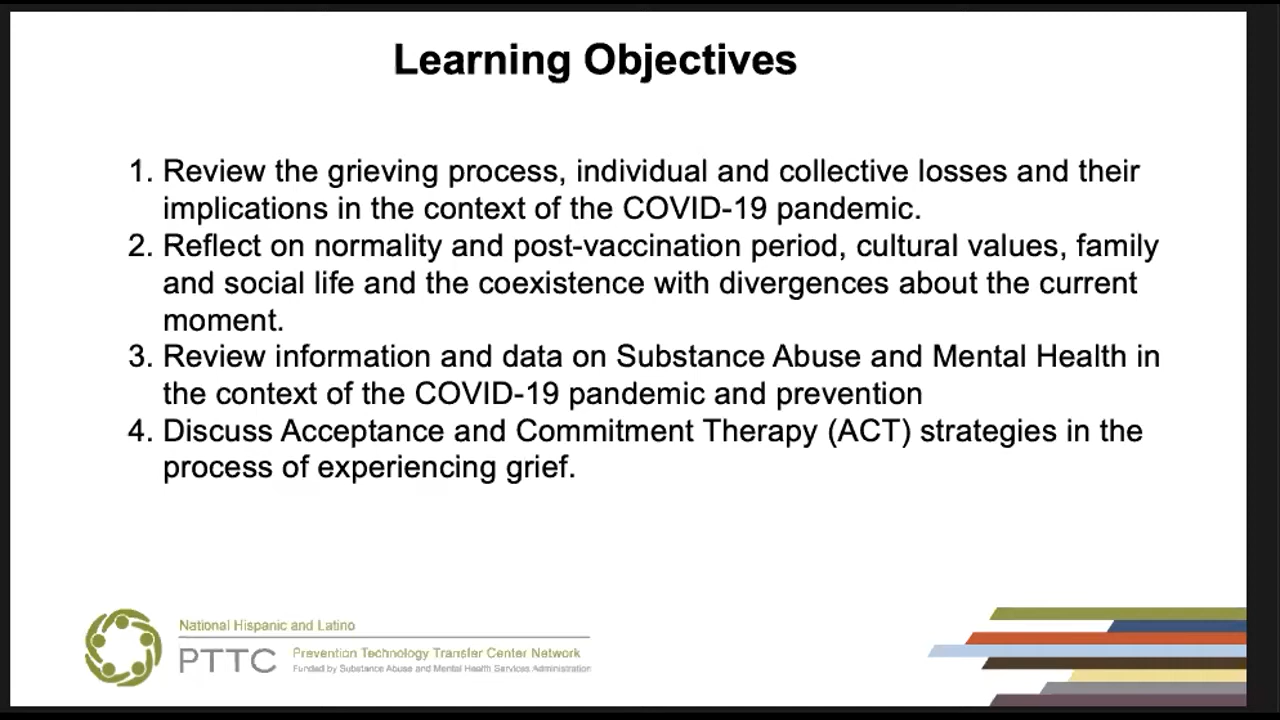 Learning Objectives
1. Review the grieving process, individual and collective losses and their
implications in the context of the COVID-19 pandemic.
2. Reflect on normality and post-vaccination period, cultural values, family
and social life and the coexistence with divergences about the current
moment.
3. Review information and data on Substance Abuse and Mental Health in
the context of the COVID-19 pandemic and prevention
4. Discuss Acceptance and Commitment Therapy (ACT) strategies in the
process of experiencing grief.
National Hispanic and Latino
PTTC
Prevention Technology Transfer Center Network
Funded by Substance Abuse and Mental Health Services Administration